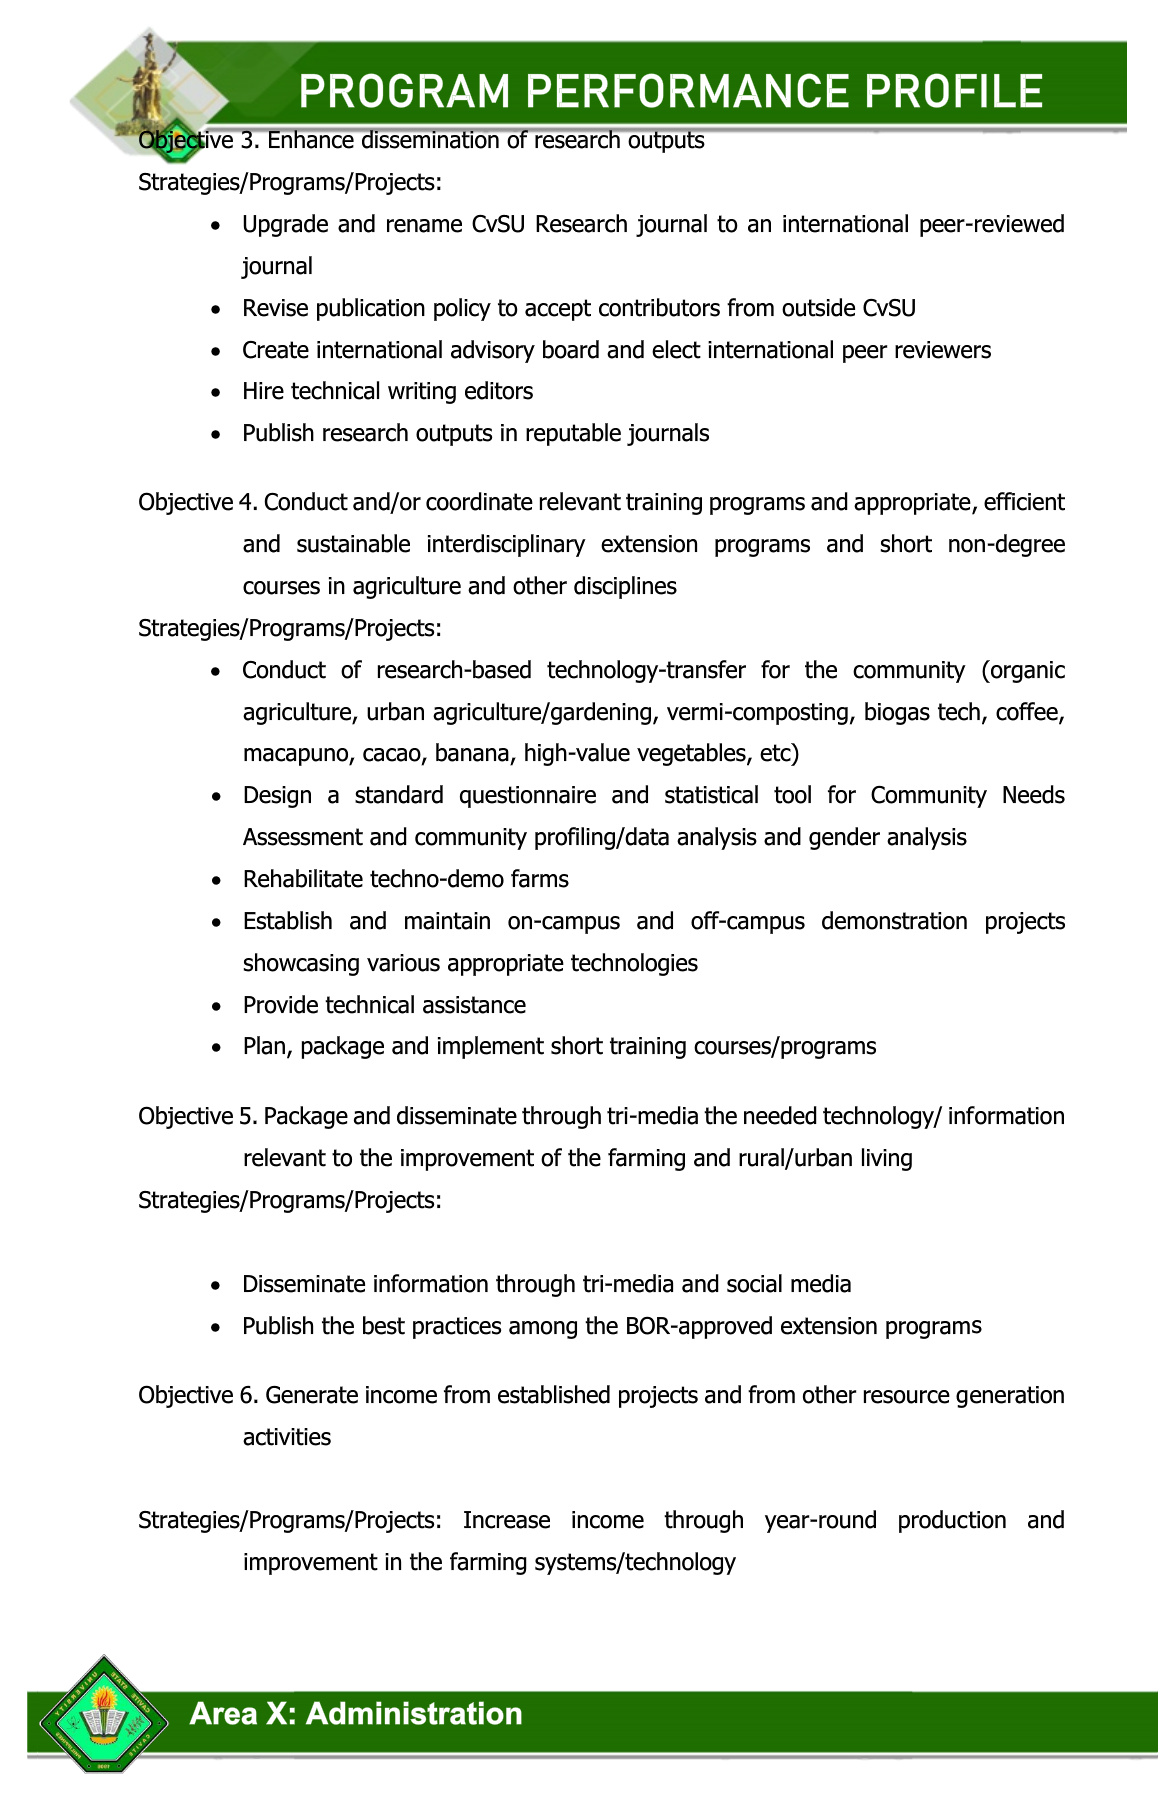 PROGRAM PERFORMANCE PROFILE
Objective 3. Enhance dissemination of research outputs
Strategies/Programs/Projects:
• Upgrade and rename CvSU Research journal to an international peer-reviewed
journal
• Revise publication policy to accept contributors from outside CvSU
• Create international advisory board and elect international peer reviewers
• Hire technical writing editors
• Publish research outputs in reputable journals
Objective 4. Conduct and/or coordinate relevant training programs and appropriate, efficient
and sustainable interdisciplinary extension programs and short non-degree
courses in agriculture and other disciplines
Strategies/Programs/Projects:
• Conduct of research-based technology-transfer for the community (organic
agriculture, urban agriculture/gardening, vermi-composting, biogas tech, coffee,
macapuno, cacao, banana, high-value vegetables, etc)
• Design a standard questionnaire and statistical tool for Community Needs
Assessment and community profiling/data analysis and gender analysis
• Rehabilitate techno-demo farms
• Establish and maintain on-campus and off-campus demonstration projects
showcasing various appropriate technologies
• Provide technical assistance
• Plan, package and implement short training courses/programs
Objective 5. Package and disseminate through tri-media the needed technology/ information
relevant to the improvement of the farming and rural/urban living
Strategies/Programs/Projects:
• Disseminate information through tri-media and social media
• Publish the best practices among the BOR-approved extension programs
Objective 6. Generate income from established projects and from other resource generation
activities
Strategies/Programs/Projects: Increase income through year-round production and
improvement in the farming systems/technology
CAVITE STATE UNIVERSITY
Area X: Administration